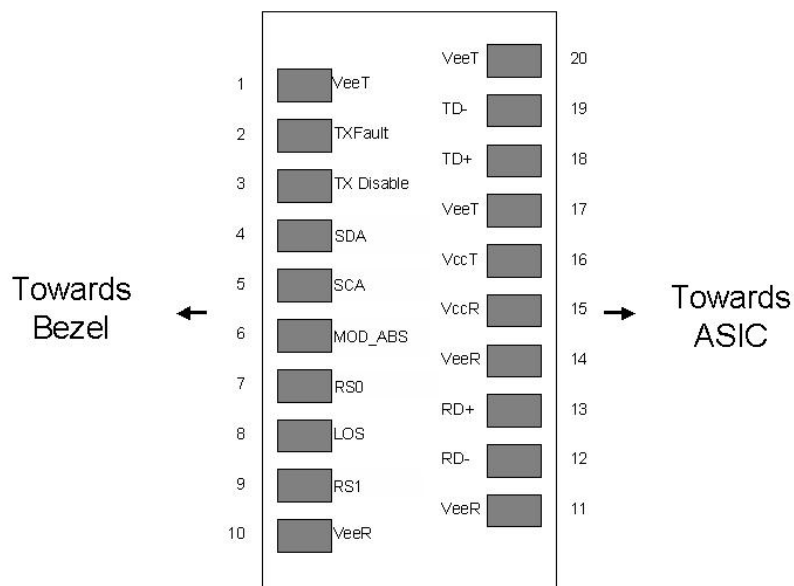 Towards
Bezel
1 VeeT
2 TXFault
3 TX Disable
4 SDA
5 SCA
6 MOD_ABS
7 RS0
8 LOS
9 RS1
10 VeeR
VeeT 20
TD- 19
TD+ 18
VeeT 17
VccT 16
VccR 15
VeeR 14
RD+ 13
RD- 12
VeeR 11
Towards
ASIC